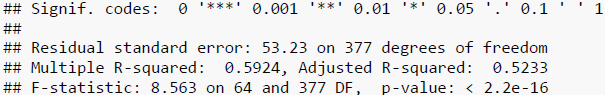 ## Signif. codes:  0 '***' 0.001 '**' 0.01 '*' 0.05 '.' 0.1 ' ' 1
##
## Residual standard error: 53.23 on 377 degrees of freedom
## Multiple R-squared:  0.5924, Adjusted R-squared:  0.5233
## F-statistic: 8.563 on 64 and 377 DF,  p-value: < 2.2e-16